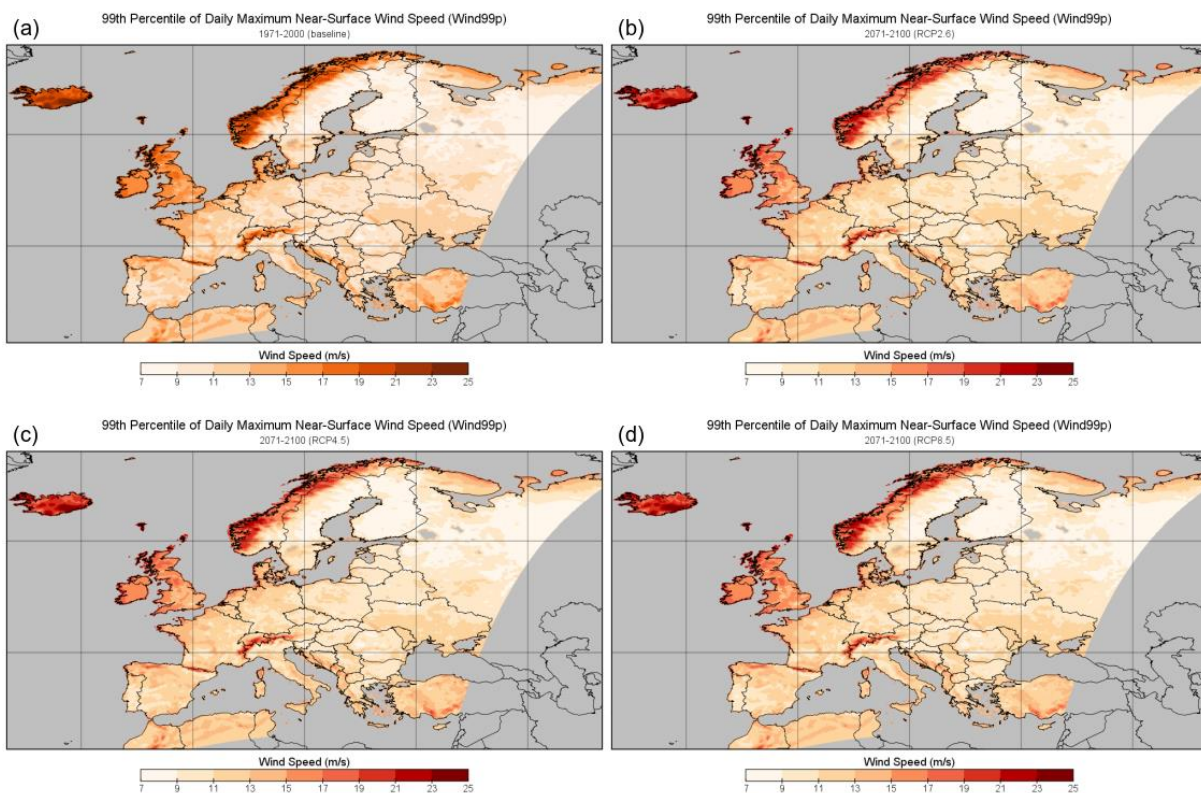 (a)
99th Percentile of Daily Maximum Near-Surface Wind Speed (Wind99p)
1971-2000 (baseline)
Wind Speed (m/s)
7 9 11 13 15 17 19 21 23 25
(b)
99th Percentile of Daily Maximum Near-Surface Wind Speed (Wind99p)
2071-2100 (RCP2.6)
Wind Speed (m/s)
7 9 11 13 15 17 19 21 23 25
(c)
99th Percentile of Daily Maximum Near-Surface Wind Speed (Wind99p)
2071-2100 (RCP4.5)
Wind Speed (m/s)
7 9 11 13 15 17 19 21 23 25
(d)
99th Percentile of Daily Maximum Near-Surface Wind Speed (Wind99p)
2071-2100 (RCP8.5)
Wind Speed (m/s)
7 9 11 13 15 17 19 21 23 25